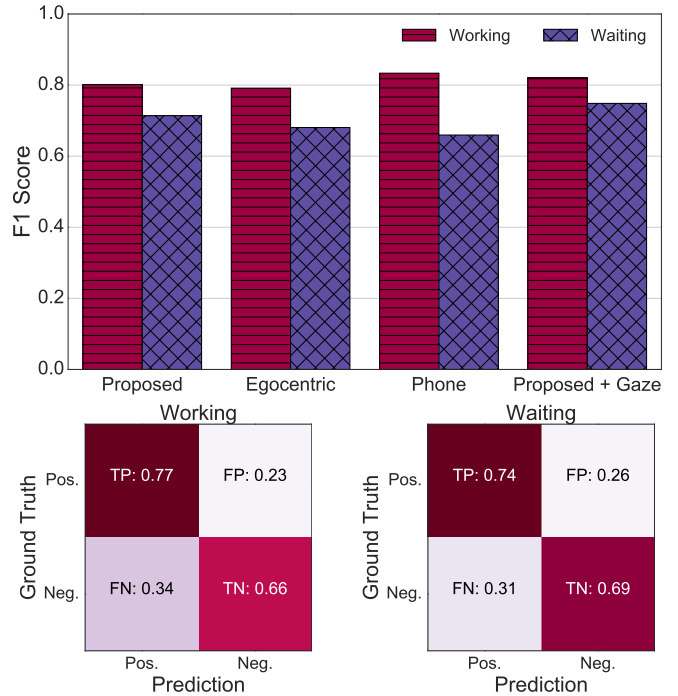 1.0
Working
Waiting
0.8
0.6
F1 Score
0.4
0.2
0.0
Proposed
Egocentric
Phone
Proposed + Gaze
Working
Ground Truth
Pos.
TP: 0.77
FP: 0.23
Neg.
FN: 0.34
TN: 0.66
Pos.
Neg.
Prediction
Waiting
Ground Truth
Pos.
TP: 0.74
FP: 0.26
Neg.
FN: 0.31
TN: 0.69
Pos.
Neg.
Prediction